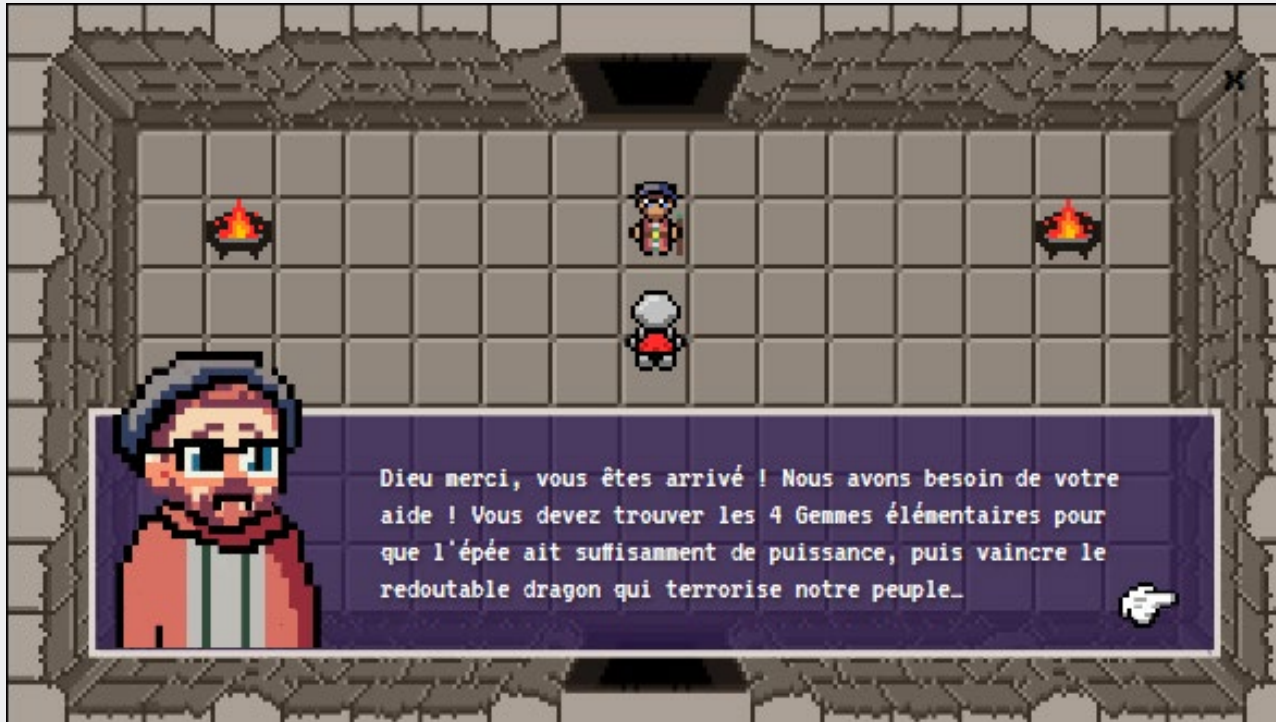 X
Dieu merci, vous êtes arrivé ! Nous avons besoin de votre
aide ! Vous devez trouver les 4 Gemmes élémentaires pour
que l'épée ait suffisamment de puissance, puis vaincre le
redoutable dragon qui terrorise notre peuple…